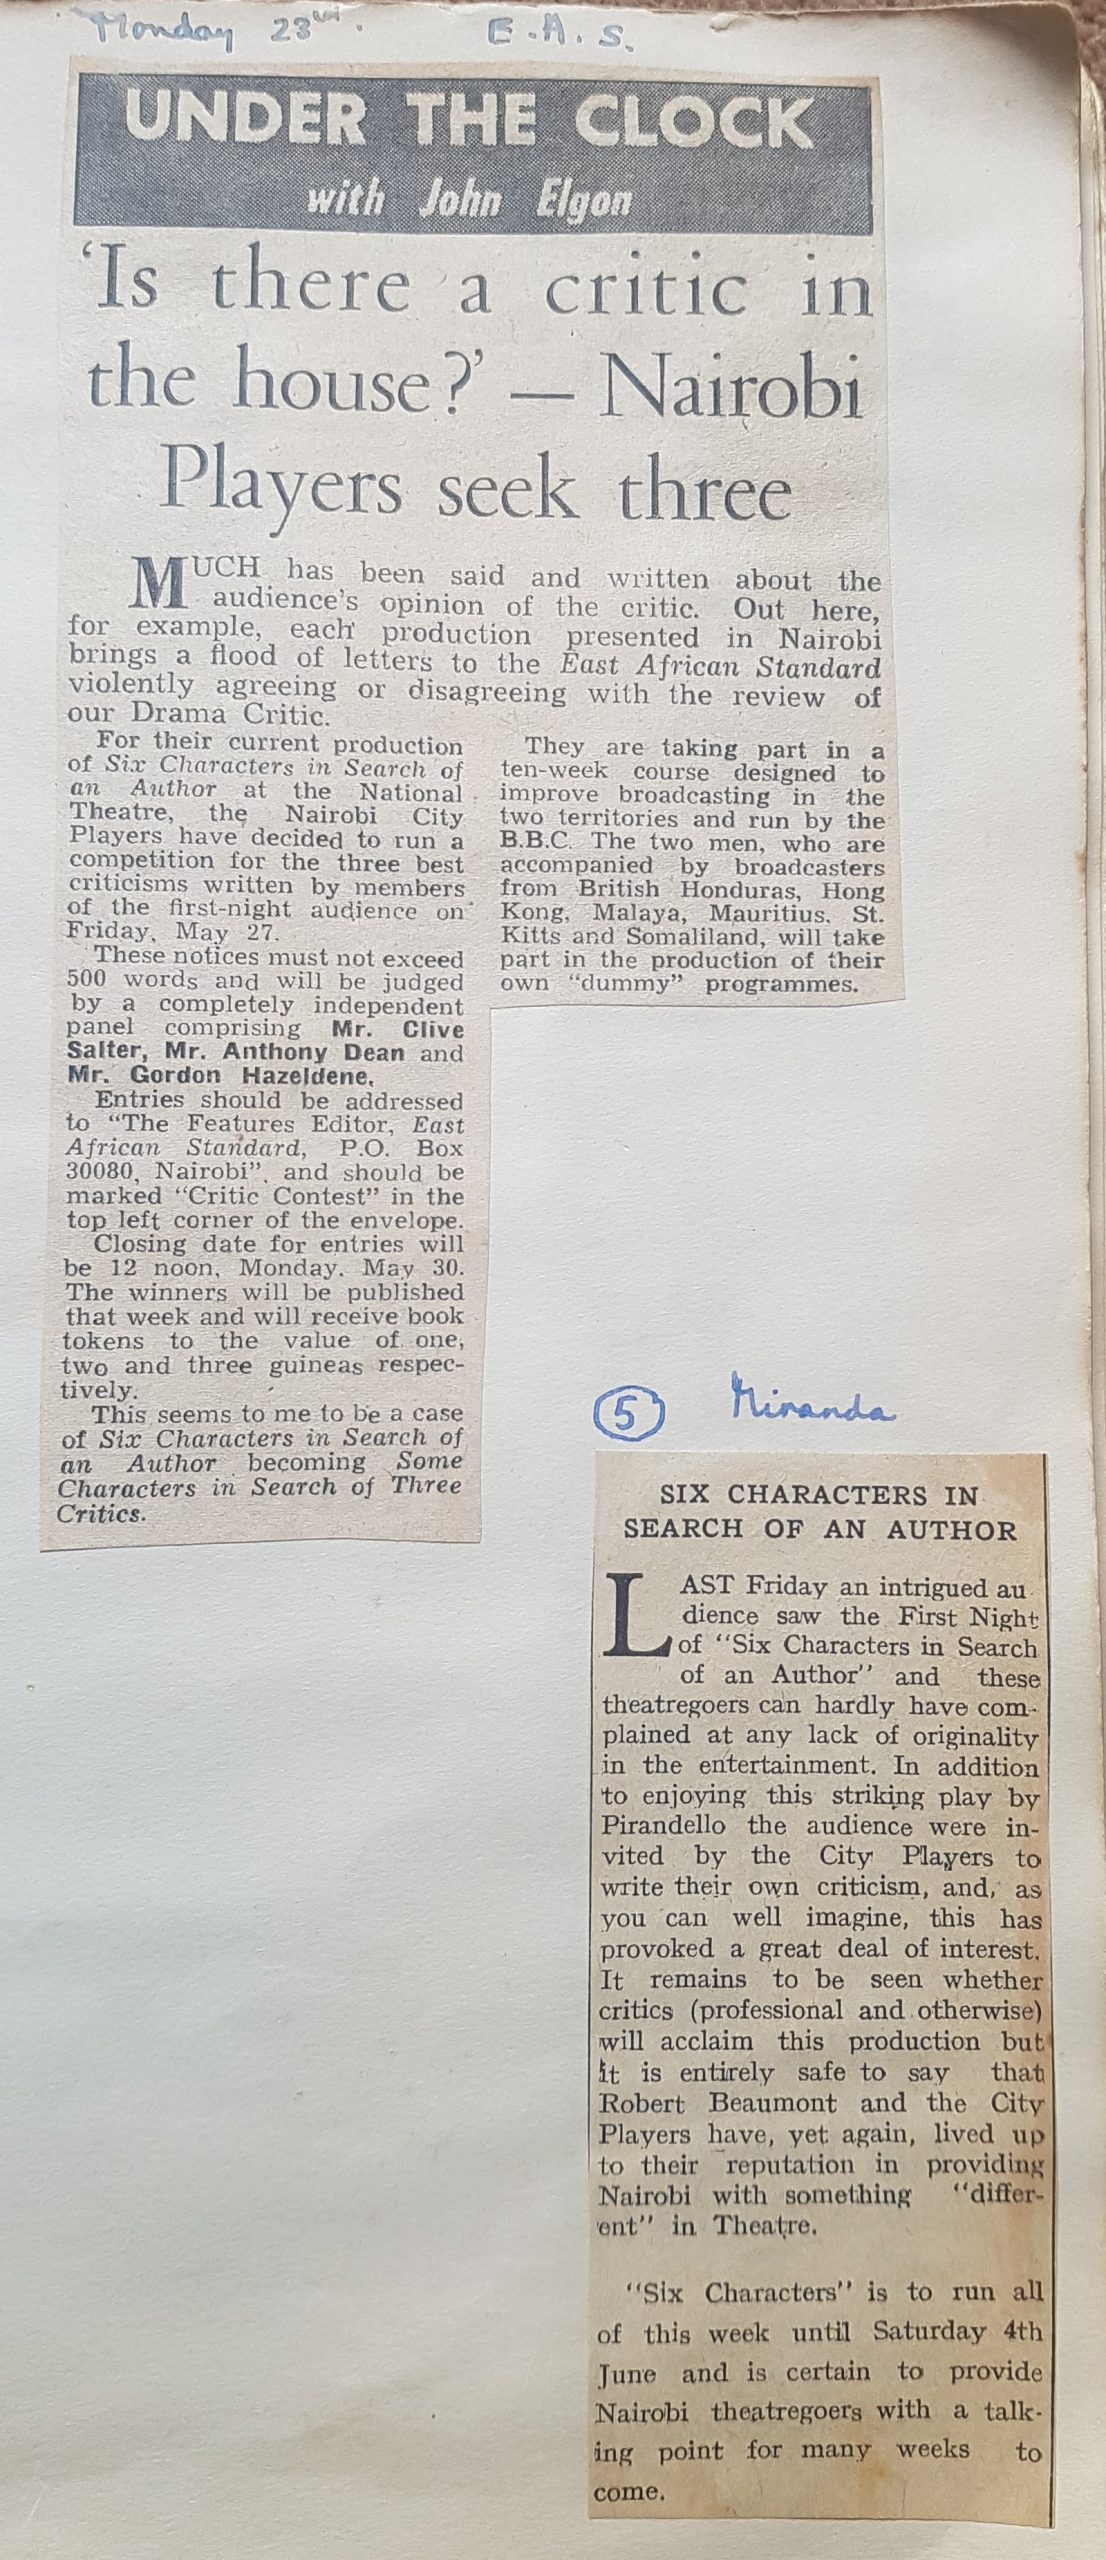 Monday 23rd. E.A.S.
UNDER THE CLOCK
with John Elgon
‘Is there a critic in
the house?’ — Nairobi
Players seek three
MUCH has been said and written about the
audience's opinion of the critic. Out here,
for example, each production presented in Nairobi
brings a flood of letters to the East African Standard
violently agreeing or disagreeing with the review of
our Drama Critic.
For their current production
of Six Characters in Search of
an Author at the National
Theatre, the Nairobi City
Players have decided to run a
competition for the three best
criticisms written by members
of the first-night audience on
Friday, May 27.
These notices must not exceed
500 words and will be judged
by a completely independent
panel comprising Mr. Clive
Salter, Mr. Anthony Dean and
Mr. Gordon Hazeldene.
Entries should be addressed
to "The Features Editor, East
African Standard, P.O. Box
30080, Nairobi", and should be
marked "Critic Contest" in the
top left corner of the envelope.
Closing date for entries will
be 12 noon, Monday, May 30.
The winners will be published
that week and will receive book
tokens to the value of one,
two and three guineas respec-
tively.
This seems to me to be a case
of Six Characters in Search of
an Author becoming Some
Characters in Search of Three
Critics.
They are taking part in a
ten-week course designed to
improve broadcasting in the
two territories and run by the
B.B.C. The two men, who are
accompanied by broadcasters
from British Honduras, Hong
Kong, Malaya, Mauritius, St.
Kitts and Somaliland, will take
part in the production of their
own "dummy" programmes.
5 Miranda
SIX CHARACTERS IN
SEARCH OF AN AUTHOR
LAST Friday an intrigued au-
dience saw the First Night
of "Six Characters in Search
of an Author" and these
theatregoers can hardly have com-
plained at any lack of originality
in the entertainment. In addition
to enjoying this striking play by
Pirandello the audience were in-
vited by the City Players to
write their own criticism, and, as
you can well imagine, this has
provoked a great deal of interest.
It remains to be seen whether
critics (professional and otherwise)
will acclaim this production but
it is entirely safe to say that
Robert Beaumont and the City
Players have, yet again, lived up
to their reputation in providing
Nairobi with something "differ-
ent" in Theatre.
"Six Characters" is to run all
of this week until Saturday 4th
June and is certain to provide
Nairobi theatregoers with a talk-
ing point for many weeks to
come.